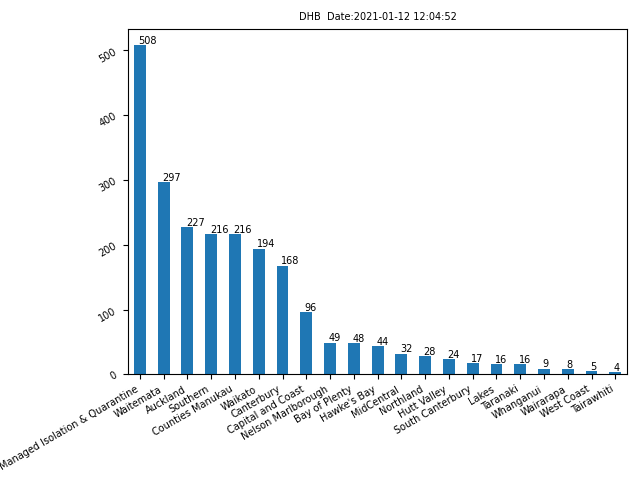 DHB  Date:2021-01-12 12:04:52
500
400
300
200
100
0
508
297
227
216
216
194
168
96
49
48
44
32
28
24
17
16
16
9
8
5
4
Managed Isolation & Quarantine
Waitemata
Auckland
Southern
Counties Manukau
Waikato
Canterbury
Capital and Coast
Nelson Marlborough
Bay of Plenty
Hawke's Bay
MidCentral
Northland
Hutt Valley
South Canterbury
Lakes
Taranaki
Whanganui
Wairarapa
West Coast
Tairawhiti